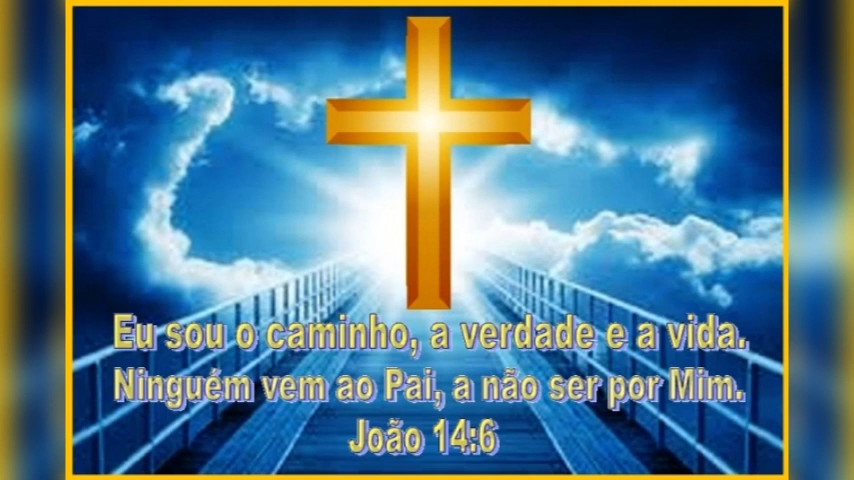 Eu sou o caminho, a verdade e a vida.
Ninguém vem ao Pai, a não ser por Mim.
João 14:6